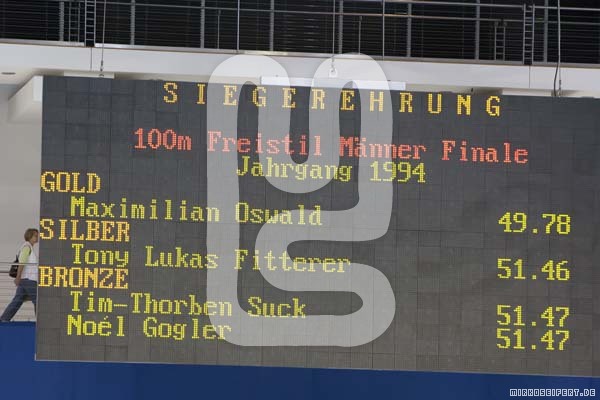 SIEGEREHRUNG
100m Freistil Männer Finale
Jahrgang 1994
GOLD
Maximilian Oswald 49.78
SILBER
Tony Lukas Fitterer 51.46
BRONZE
Tim-Thorben Suck 51.47
Noél Gogler 51.47
MIRKOSEIFERT.DE